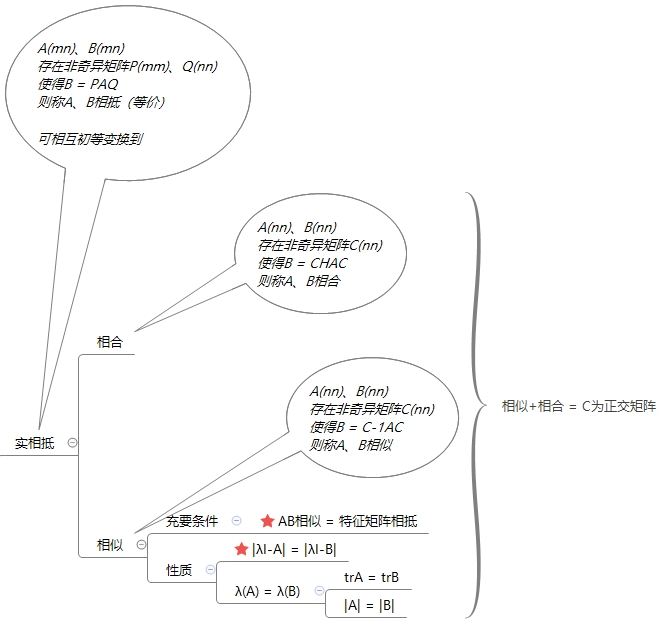 A(mn)、B(mn)
存在非奇异矩阵P(mm)、Q(nn)
使得B = PAQ
则称A、B相抵（等价）
可相互初等变换到
A(nn)、B(nn)
存在非奇异矩阵C(nn)
使得B = CHAC
则称A、B相合
相合
A(nn)、B(nn)
存在非奇异矩阵C(nn)
使得B = C-1AC
则称A、B相似
相似+相合 = C为正交矩阵
实相抵
相似
充要条件
AB相似 = 特征矩阵相抵
性质
|λI-A| = |λI-B|
λ(A) = λ(B)
trA = trB
|A| = |B|